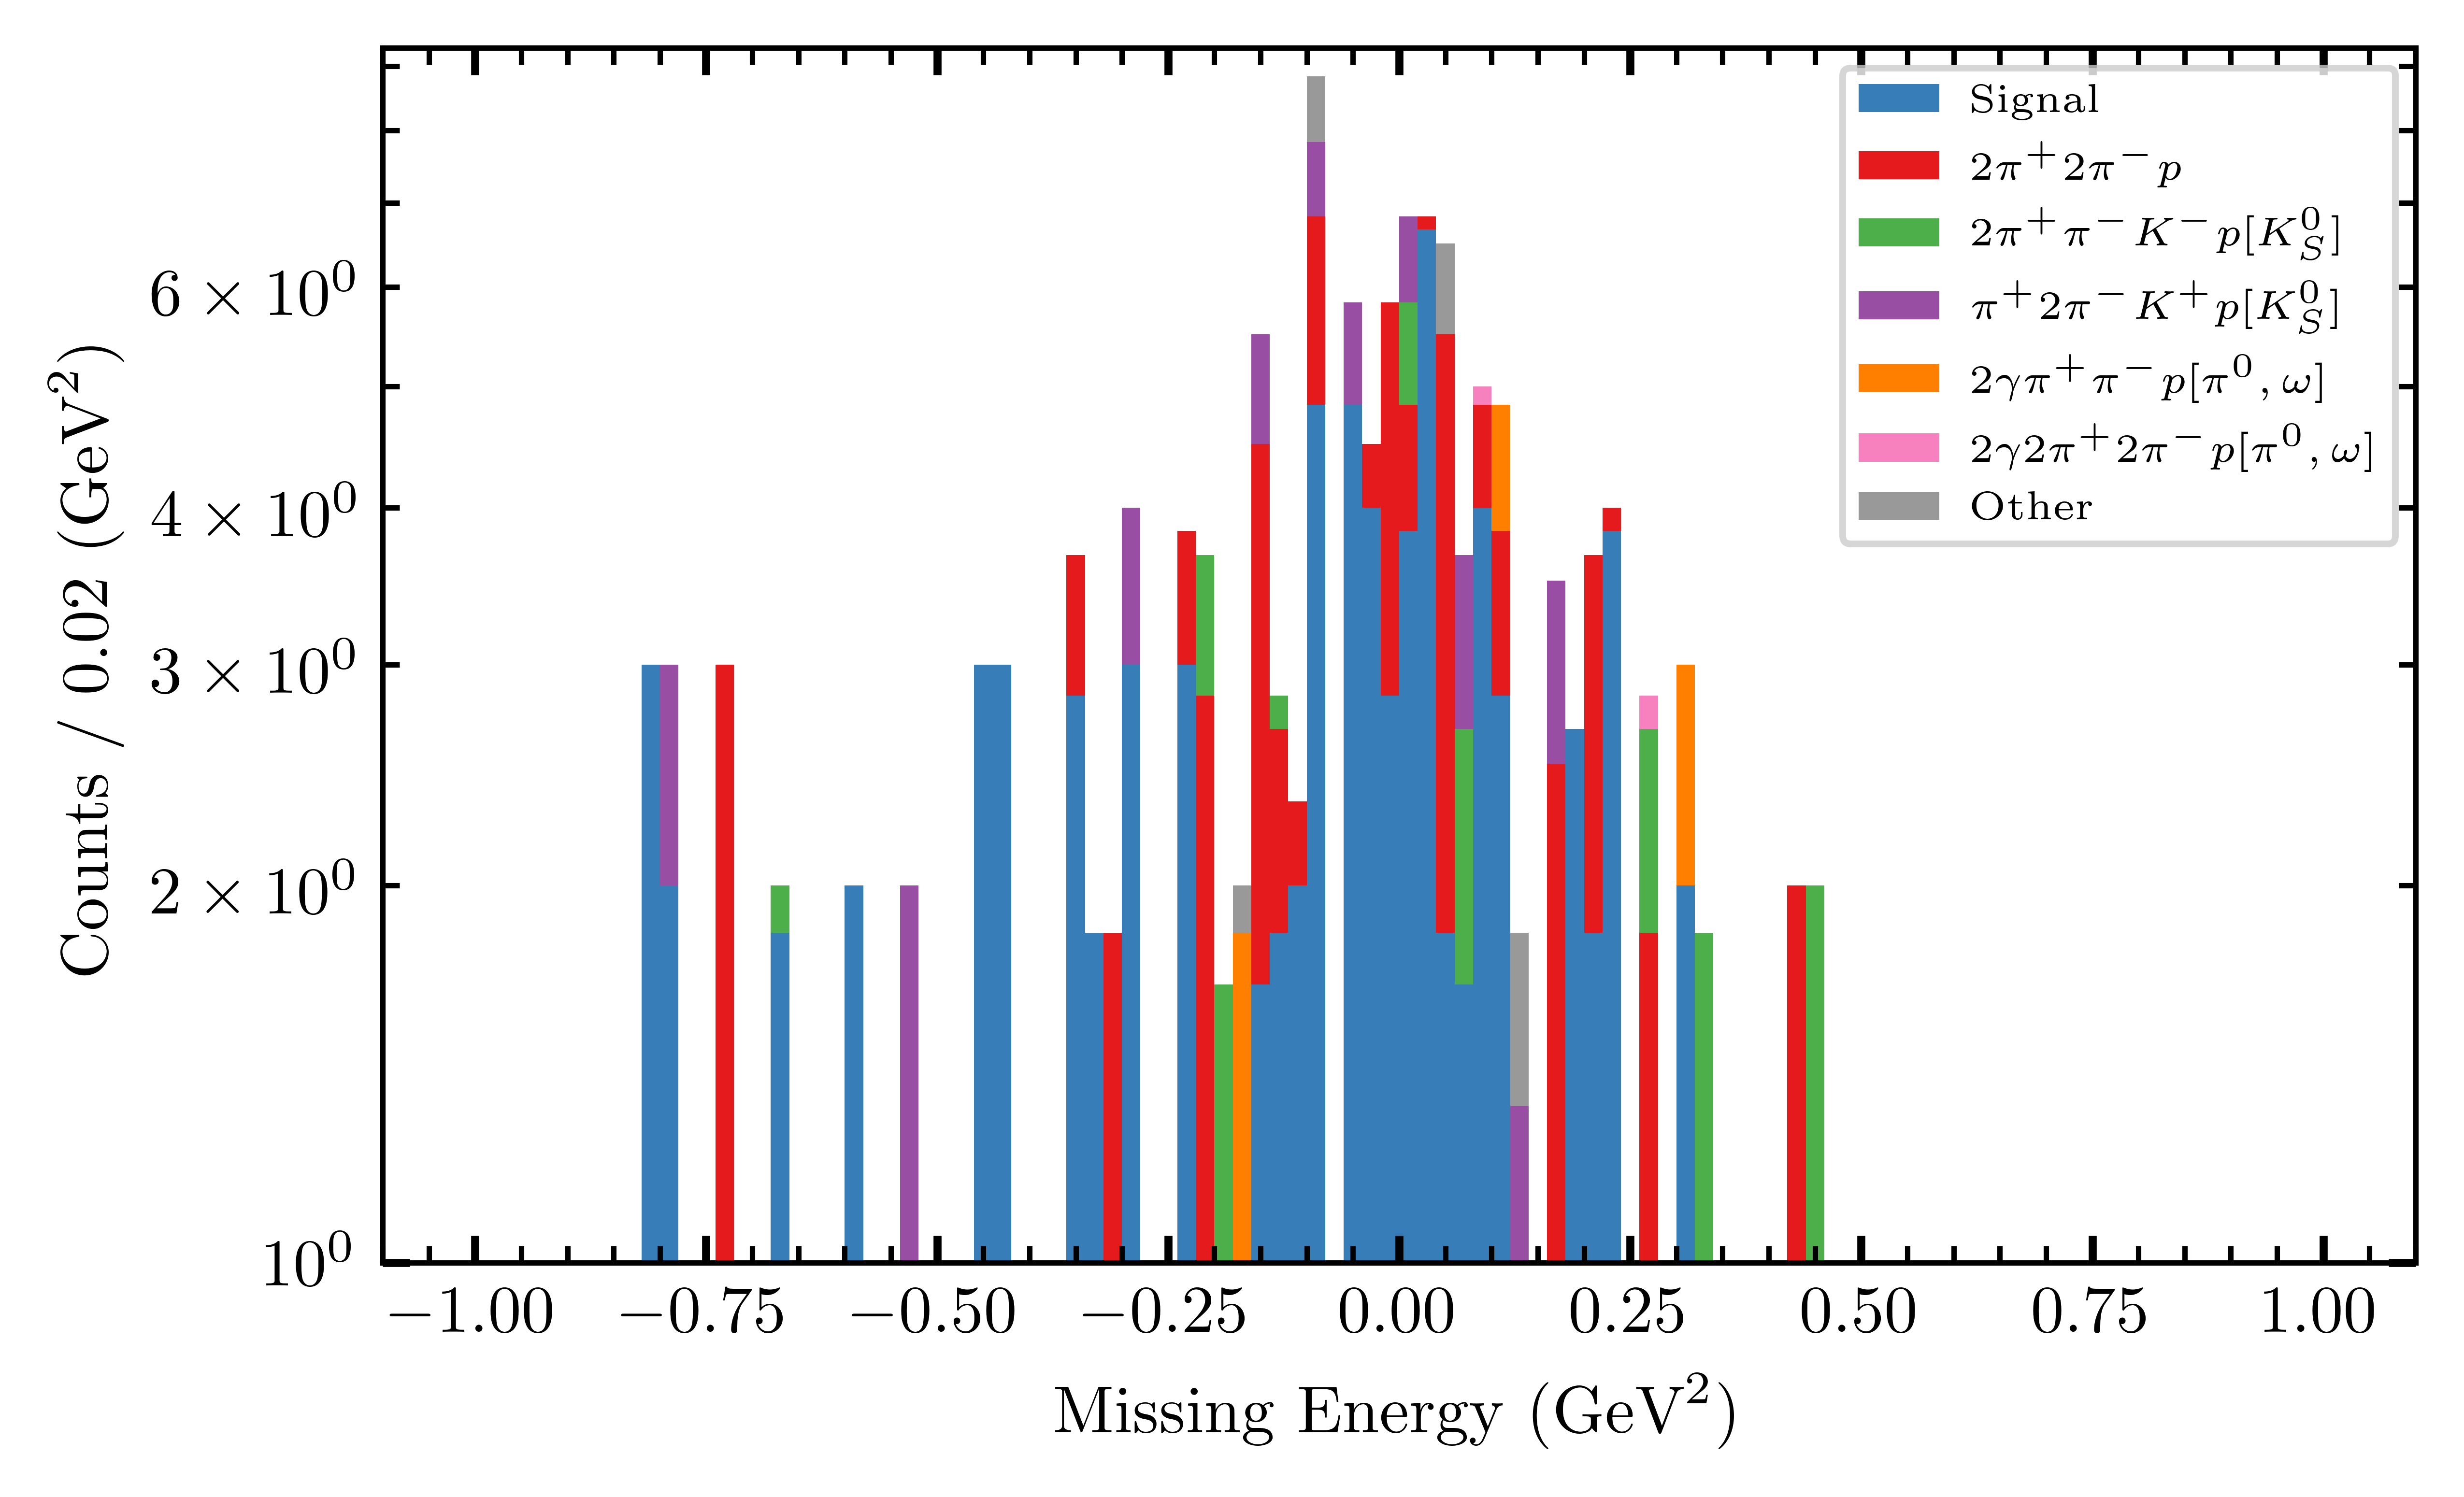 Counts / 0.02 (GeV²)
6 × 10⁰
4 × 10⁰
3 × 10⁰
2 × 10⁰
10⁰
Signal
2π⁺2π⁻p
2π⁺π⁻K⁻p[K⁰_S]
π⁺2π⁻K⁺p[K⁰_S]
2γπ⁺π⁻p[π⁰, ω]
2γ2π⁺2π⁻p[π⁰, ω]
Other
−1.00 −0.75 −0.50 −0.25 0.00 0.25 0.50 0.75 1.00
Missing Energy (GeV²)